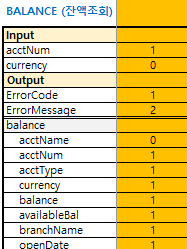 BALANCE (잔액조회)
Input
acctNum 1
currency 0
Output
ErrorCode 1
ErrorMessage 2
balance
acctName 0
acctNum 1
acctType 1
currency 1
balance 1
availableBal 1
branchName 1
openDate 1